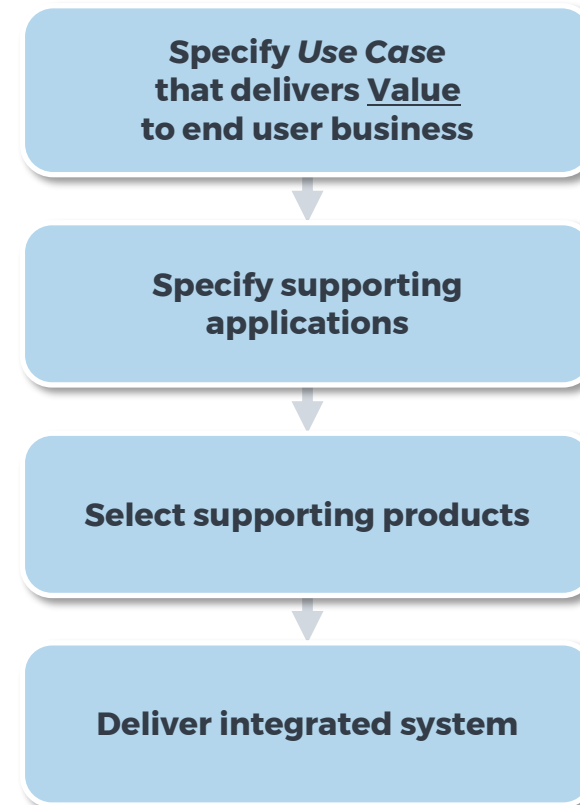 Specify Use Case
that delivers Value
to end user business
Specify supporting
applications
Select supporting products
Deliver integrated system